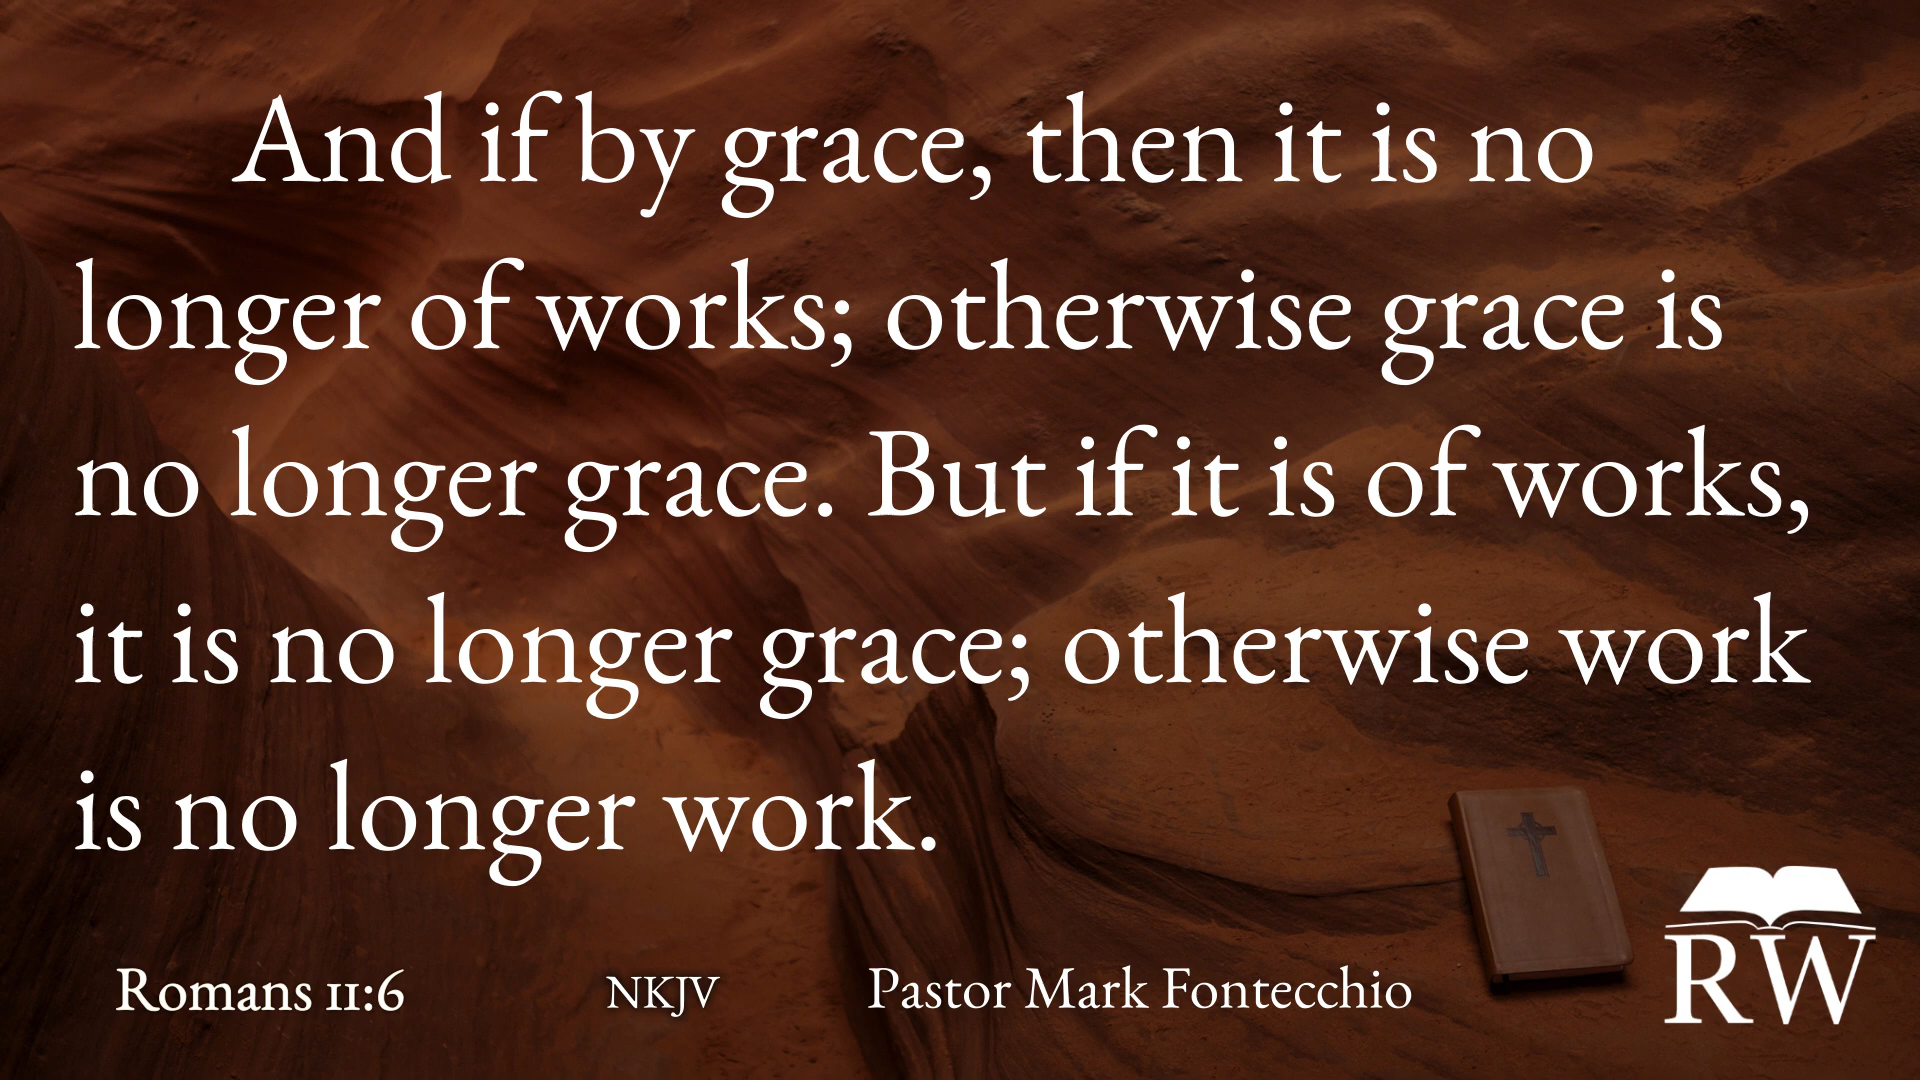 And if by grace, then it is no
longer of works; otherwise grace is
no longer grace. But if it is of works,
it is no longer grace; otherwise work
is no longer work.
Romans 11:6 NKJV Pastor Mark Fontecchio
RW